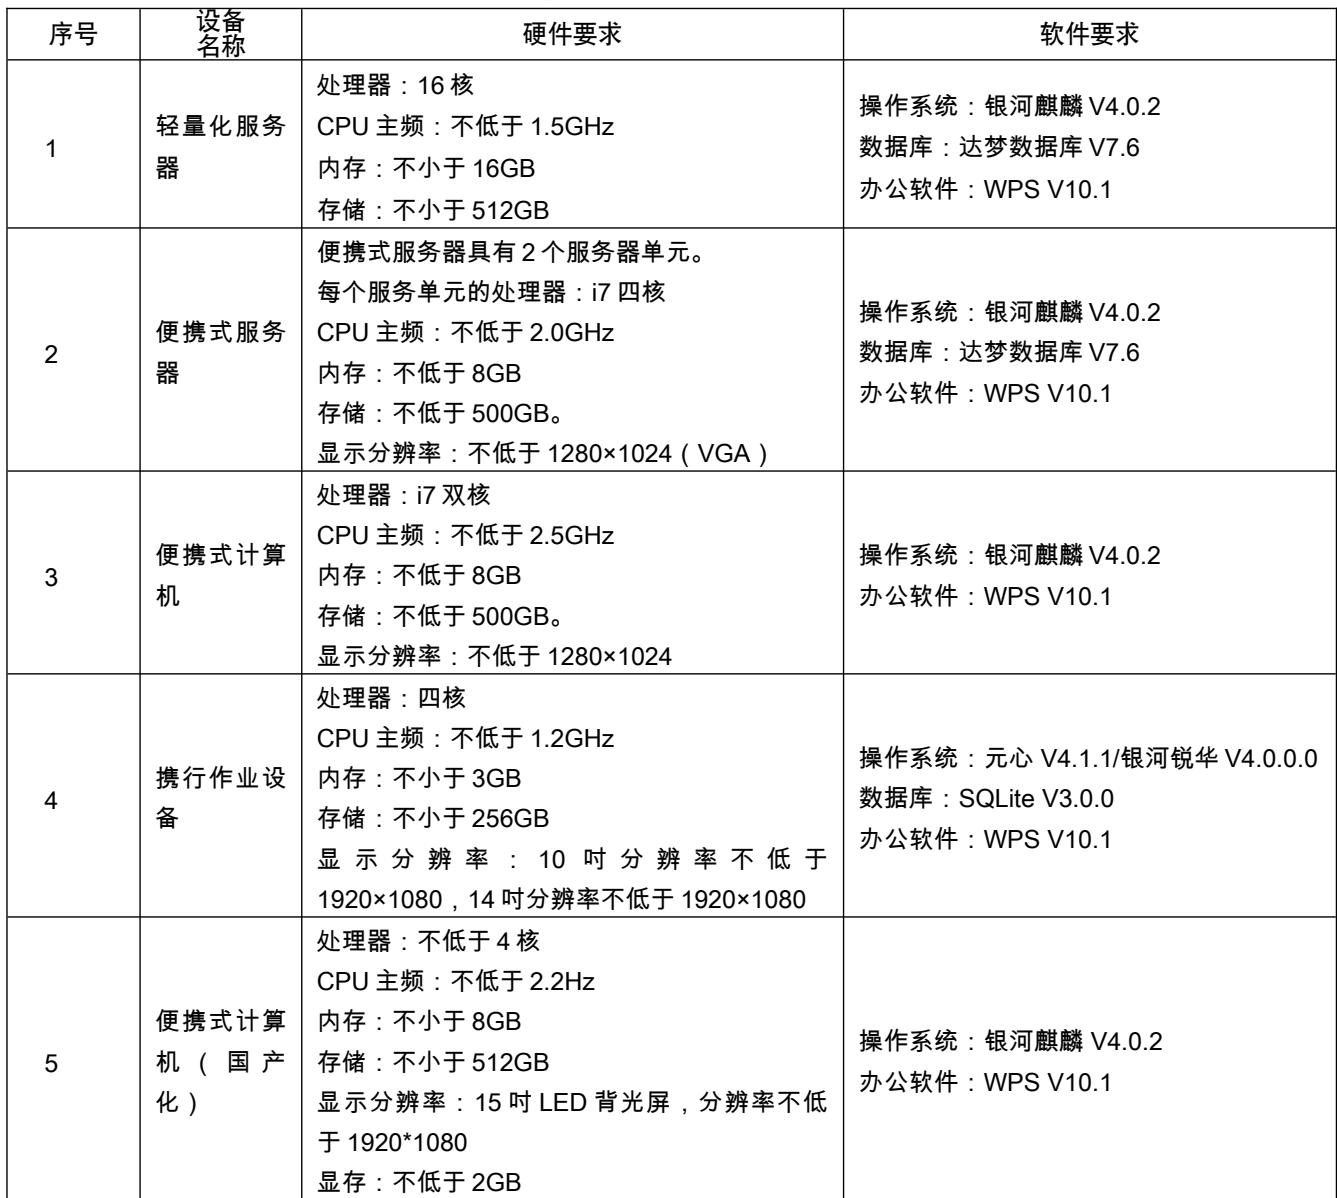 序号
设备
名称
硬件要求
软件要求
1
轻量化服务
器
处理器：16 核
CPU 主频：不低于 1.5GHz
内存：不小于 16GB
存储：不小于 512GB
操作系统：银河麒麟 V4.0.2
数据库：达梦数据库 V7.6
办公软件：WPS V10.1
2
便携式服务
器
便携式服务器具有 2 个服务器单元。
每个服务单元的处理器：i7 四核
CPU 主频：不低于 2.0GHz
内存：不低于 8GB
存储：不低于 500GB。
显示分辨率：不低于 1280×1024（VGA）
操作系统：银河麒麟 V4.0.2
数据库：达梦数据库 V7.6
办公软件：WPS V10.1
3
便携式计算
机
处理器：i7 双核
CPU 主频：不低于 2.5GHz
内存：不低于 8GB
存储：不低于 500GB。
显示分辨率：不低于 1280×1024
操作系统：银河麒麟 V4.0.2
办公软件：WPS V10.1
4
携行作业设
备
处理器：四核
CPU 主频：不低于 1.2GHz
内存：不小于 3GB
存储：不小于 256GB
显示分辨率：10 吋分辨率不低于
1920×1080，14 吋分辨率不低于 1920×1080
操作系统：元心 V4.1.1/银河锐华 V4.0.0.0
数据库：SQLite V3.0.0
办公软件：WPS V10.1
5
便携式计算
机（国产
化）
处理器：不低于 4 核
CPU 主频：不低于 2.2Hz
内存：不小于 8GB
存储：不小于 512GB
显示分辨率：15 吋 LED 背光屏，分辨率不低
于 1920*1080
显存：不低于 2GB
操作系统：银河麒麟 V4.0.2
办公软件：WPS V10.1